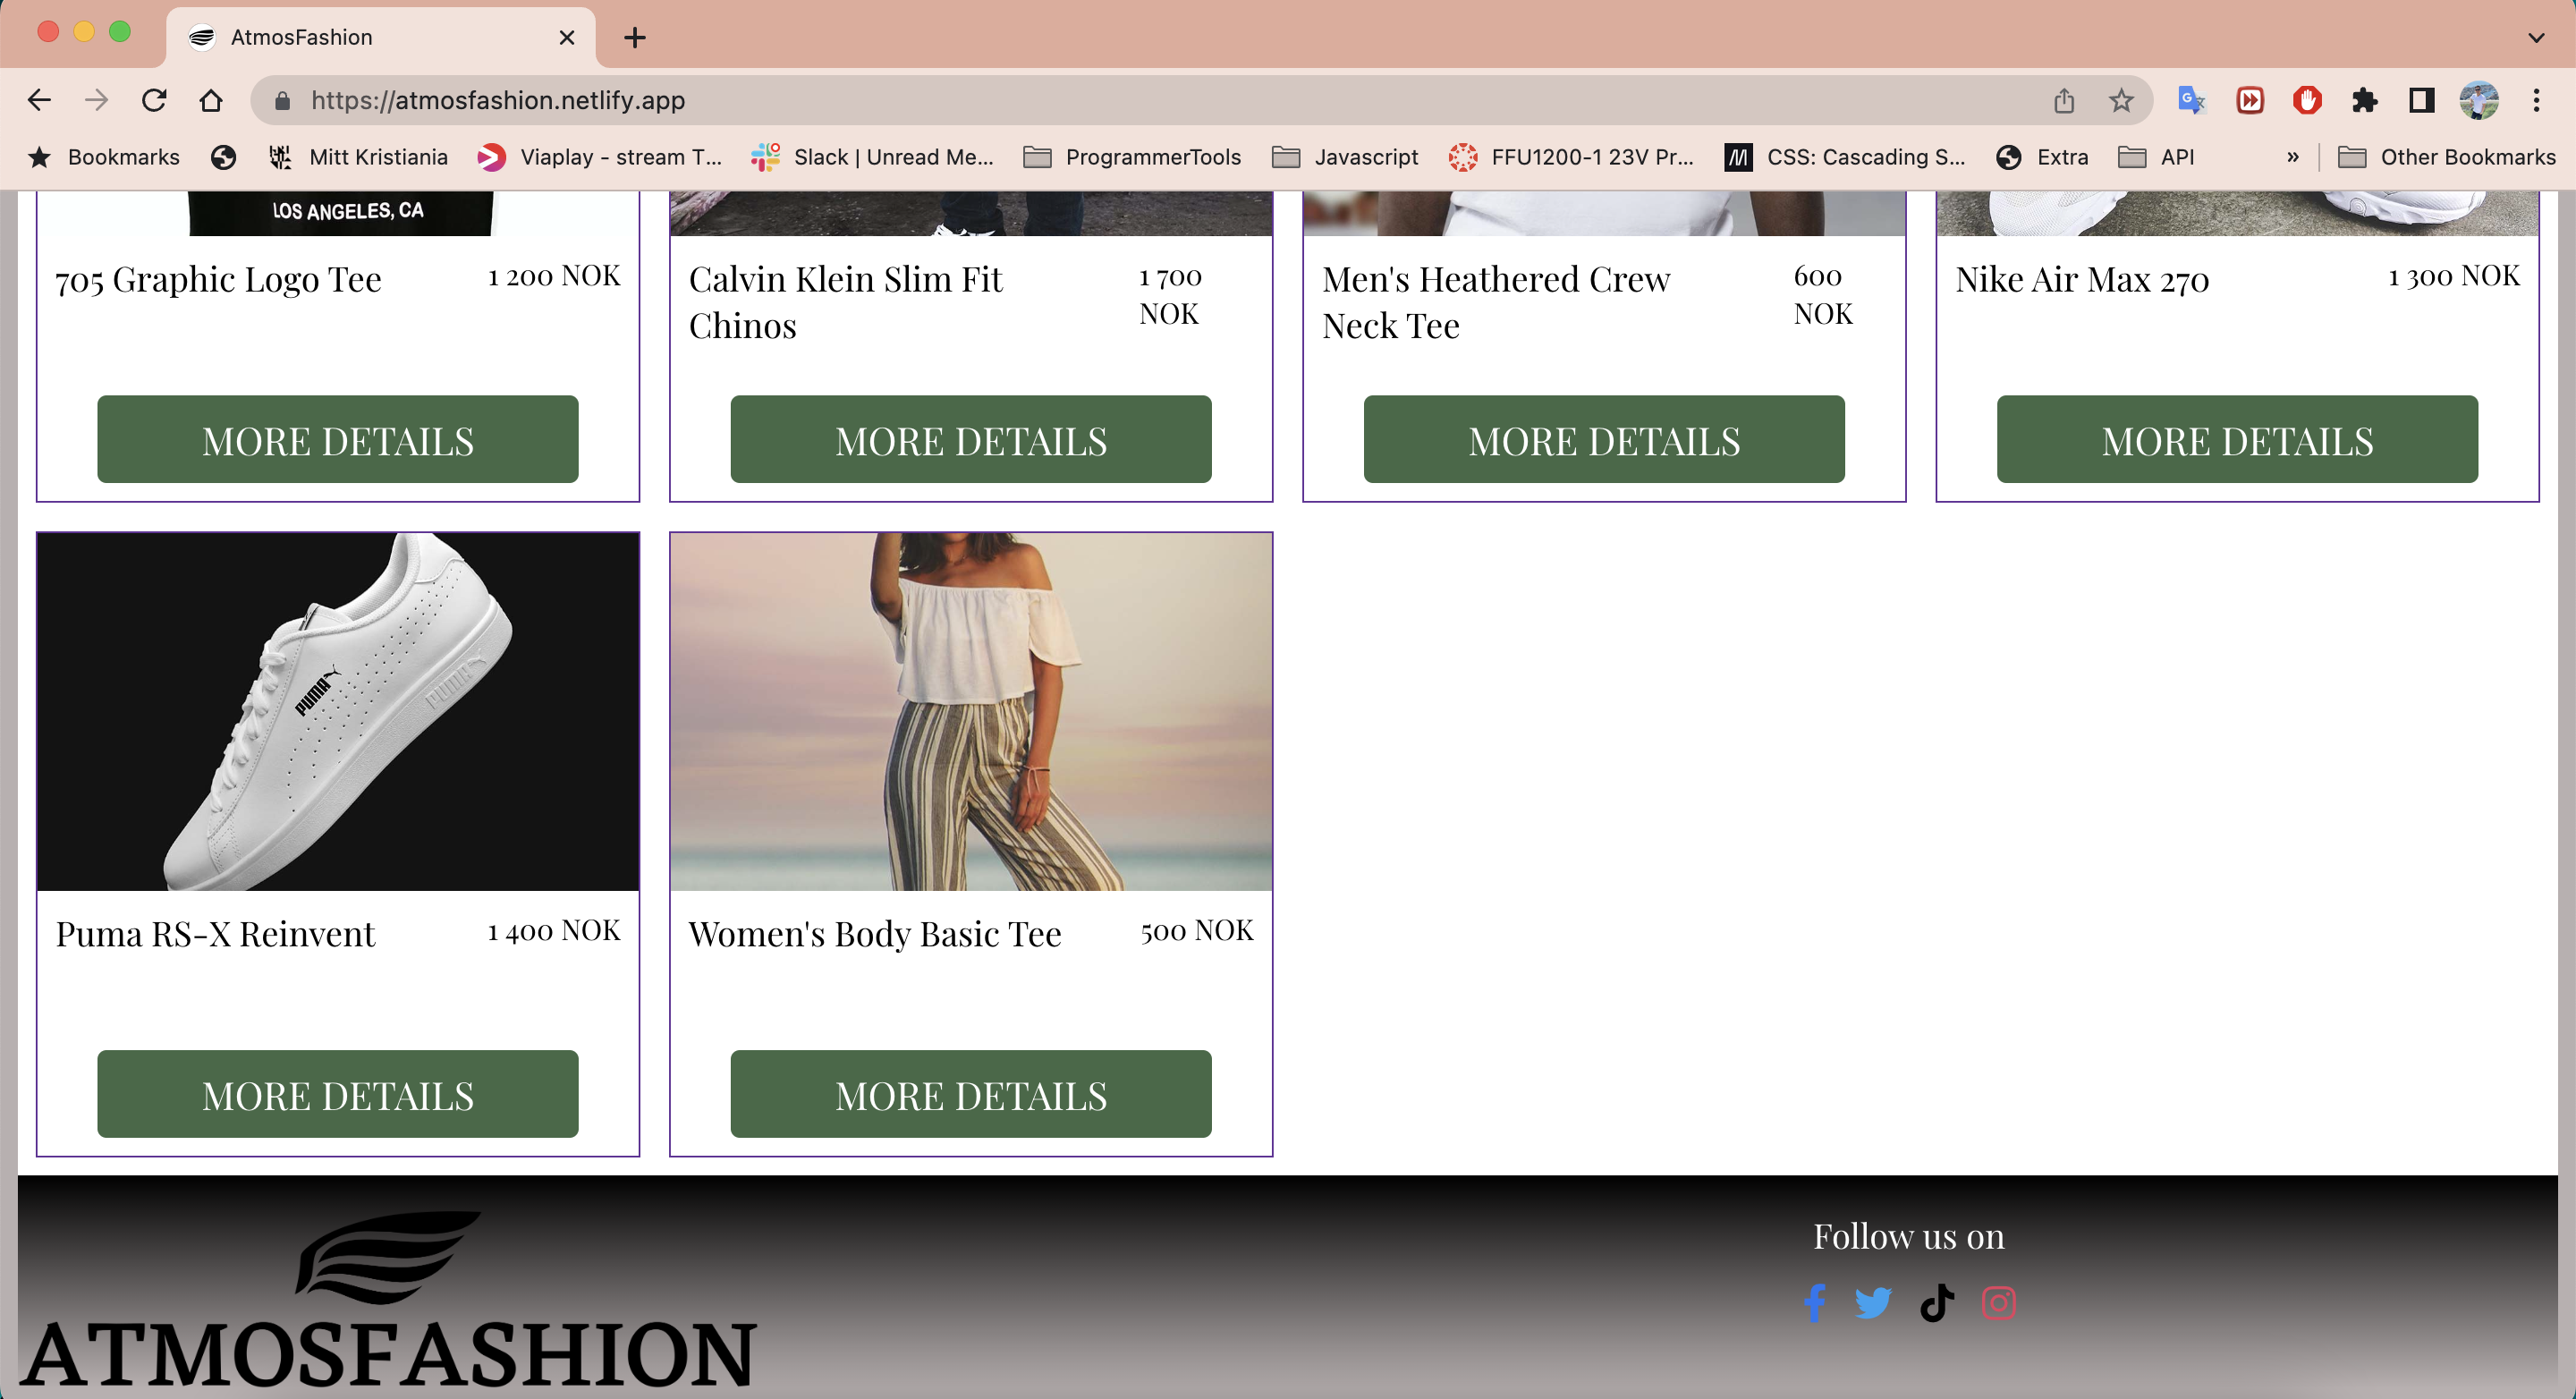 AtmosFashion
https://atmosfashion.netlify.app
Bookmarks
Mitt Kristiania
Viaplay - stream T...
Slack | Unread Me...
ProgrammerTools
Javascript
FFU1200-1 23V Pr...
CSS: Cascading S...
Extra
API
»
Other Bookmarks
LOS ANGELES, CA
705 Graphic Logo Tee
1 200 NOK
MORE DETAILS
Calvin Klein Slim Fit
Chinos
1 700
NOK
MORE DETAILS
Men's Heathered Crew
Neck Tee
600
NOK
MORE DETAILS
Nike Air Max 270
1 300 NOK
MORE DETAILS
PUMA
PUMA
Puma RS-X Reinvent
1 400 NOK
MORE DETAILS
Women's Body Basic Tee
500 NOK
MORE DETAILS
ATMOSFASHION
Follow us on